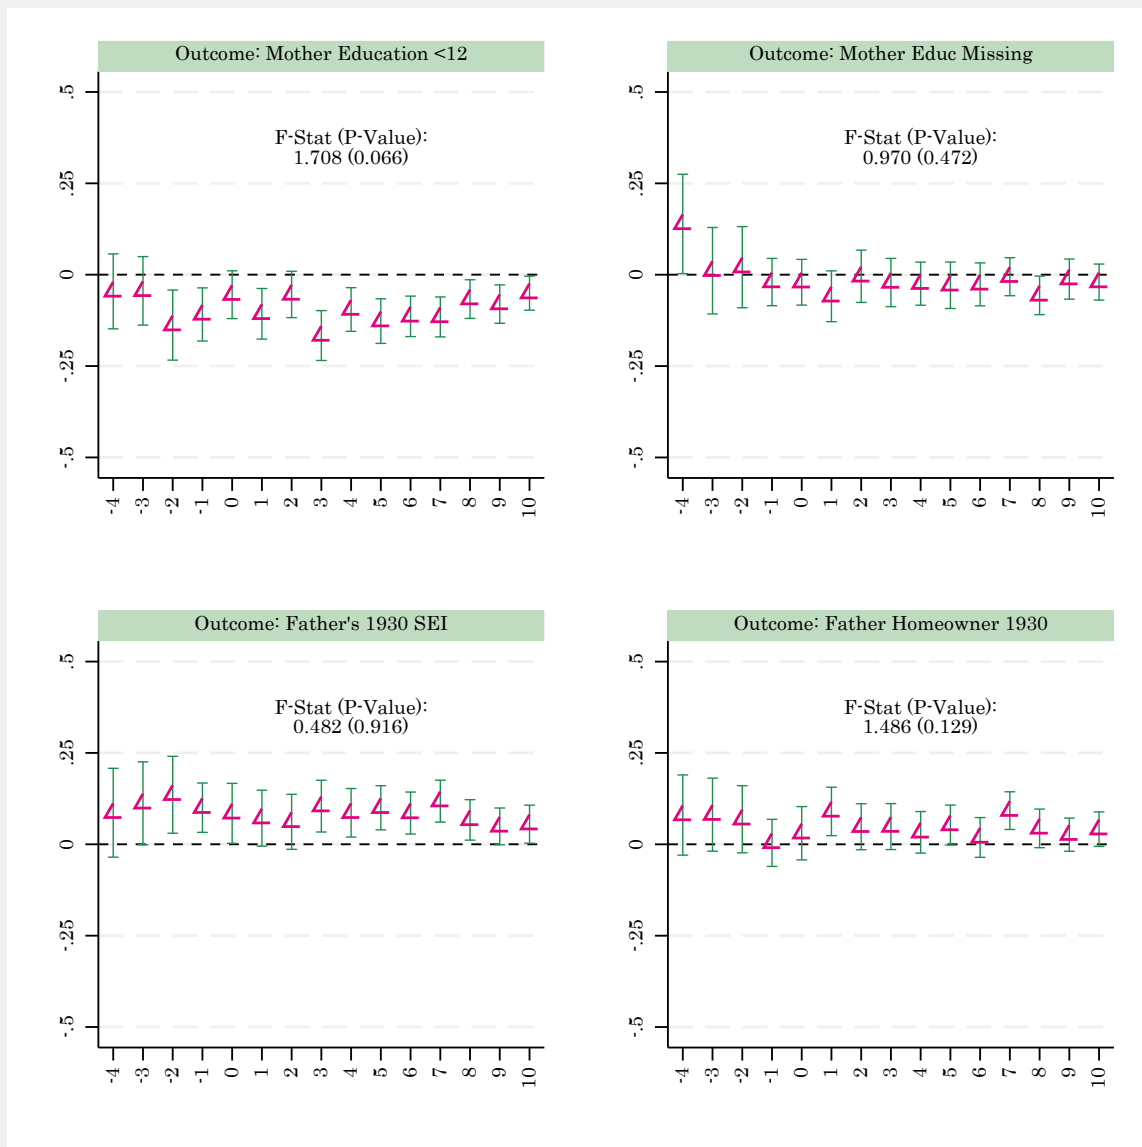 Outcome: Mother Education <12
F-Stat (P-Value):
1.708 (0.066)
.5
.25
0
-.25
-.5
-4 -3 -2 -1 0 1 2 3 4 5 6 7 8 9 10
Outcome: Mother Educ Missing
F-Stat (P-Value):
0.970 (0.472)
.5
.25
0
-.25
-.5
-4 -3 -2 -1 0 1 2 3 4 5 6 7 8 9 10
Outcome: Father's 1930 SEI
F-Stat (P-Value):
0.482 (0.916)
.5
.25
0
-.25
-.5
-4 -3 -2 -1 0 1 2 3 4 5 6 7 8 9 10
Outcome: Father Homeowner 1930
F-Stat (P-Value):
1.486 (0.129)
.5
.25
0
-.25
-.5
-4 -3 -2 -1 0 1 2 3 4 5 6 7 8 9 10